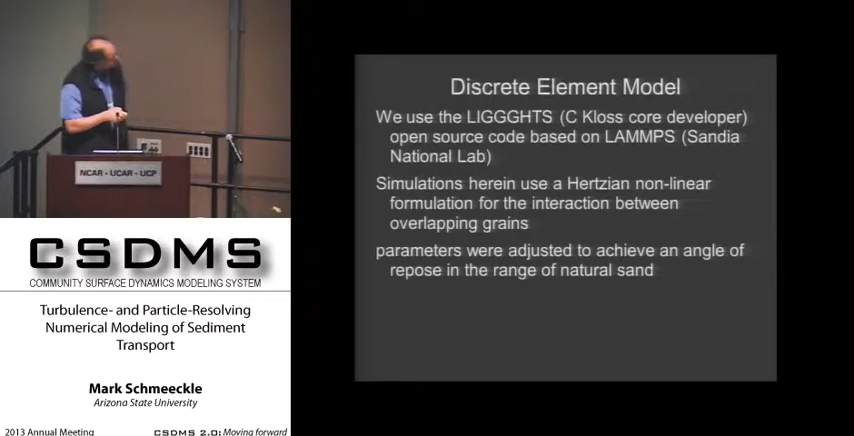 NCAR - UCAR - UCP
CSDMS
COMMUNITY SURFACE DYNAMICS MODELING SYSTEM
Turbulence- and Particle-Resolving
Numerical Modeling of Sediment
Transport
Mark Schmeeckle
Arizona State University
2013 Annual Meeting
CSDMS 2.0: Moving forward
Discrete Element Model
We use the LIGGGHTS (C Kloss core developer)
open source code based on LAMMPS (Sandia
National Lab)
Simulations herein use a Hertzian non-linear
formulation for the interaction between
overlapping grains
parameters were adjusted to achieve an angle of
repose in the range of natural sand